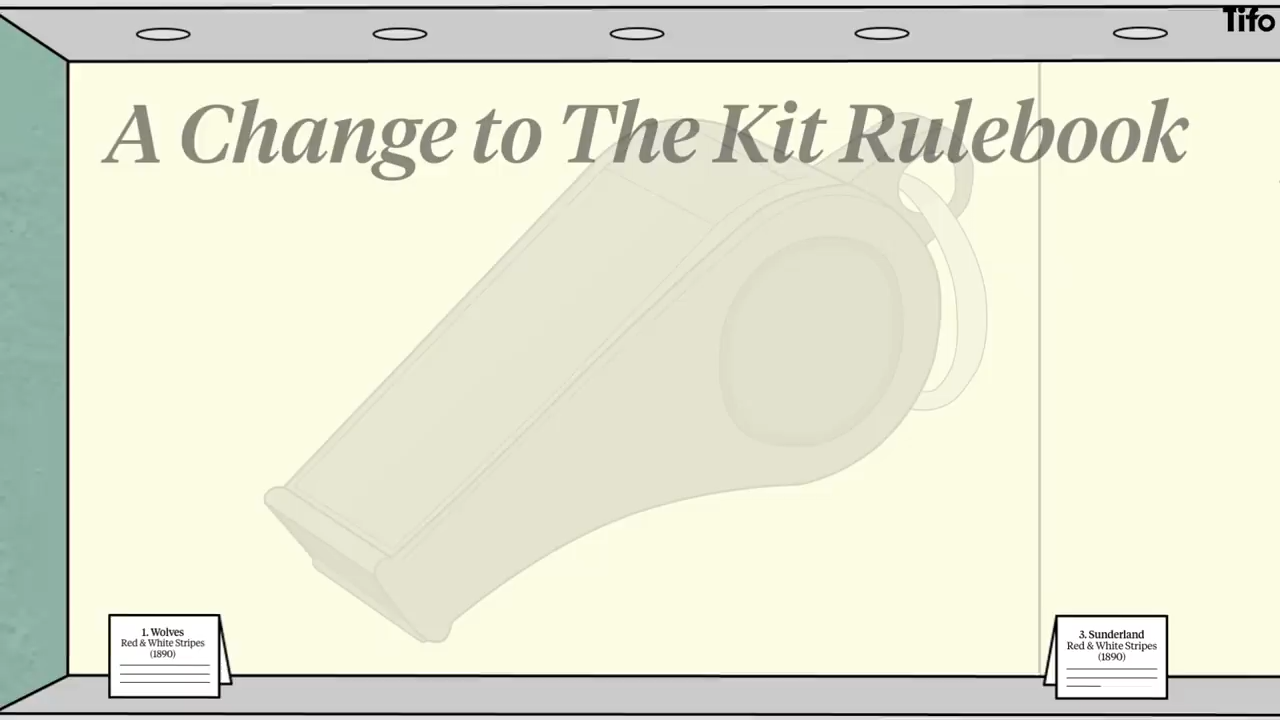 Tifo
A Change to The Kit Rulebook
1. Wolves
Red & White Stripes
(1890)
3. Sunderland
Red & White Stripes
(1890)